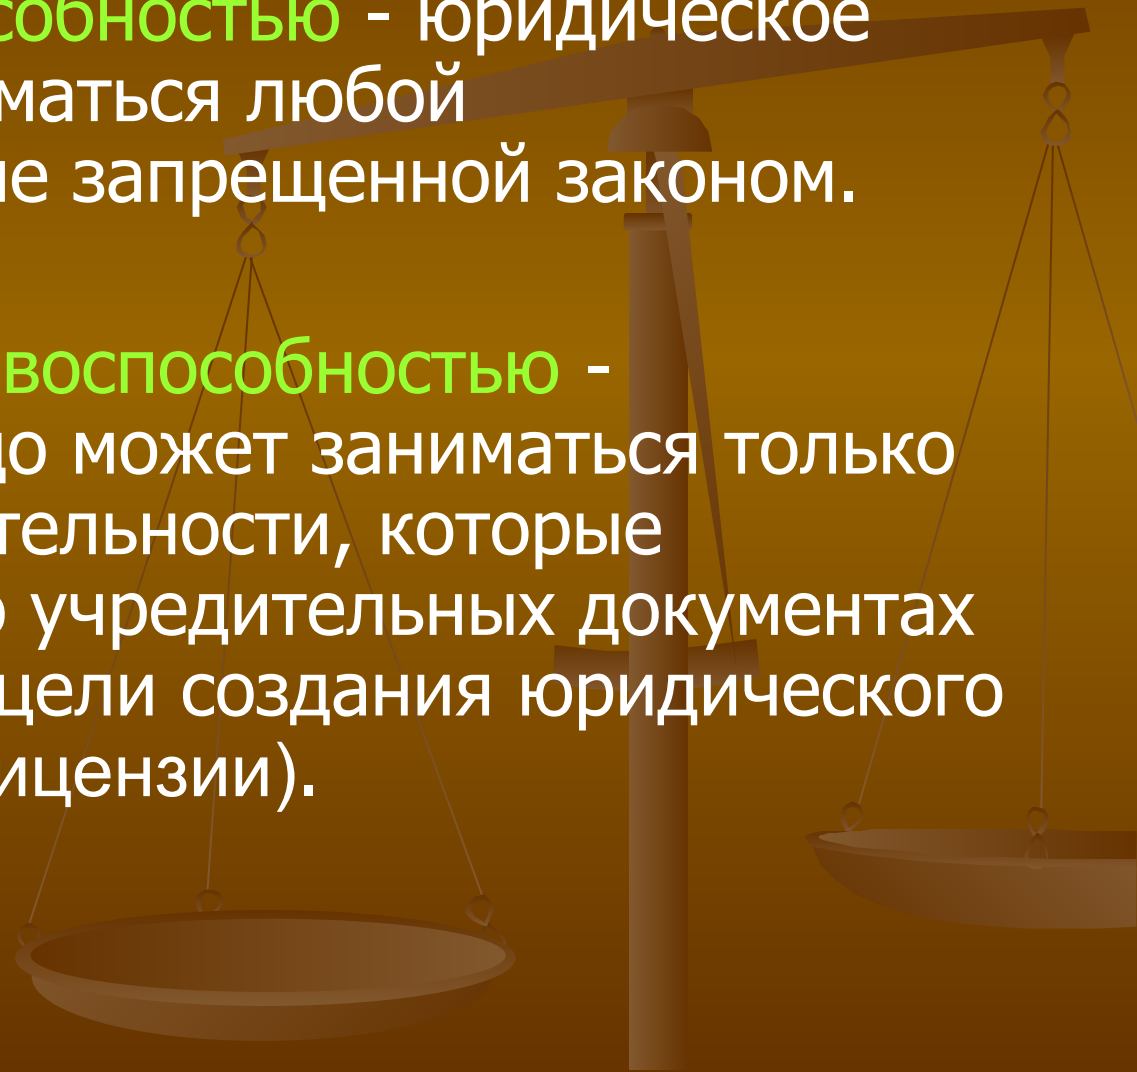 собностью - юридическое
маться любой
не запрещенной законом.
воспособностью -
до может заниматься только
тельности, которые
учредительных документах
цели создания юридического
ицензии).